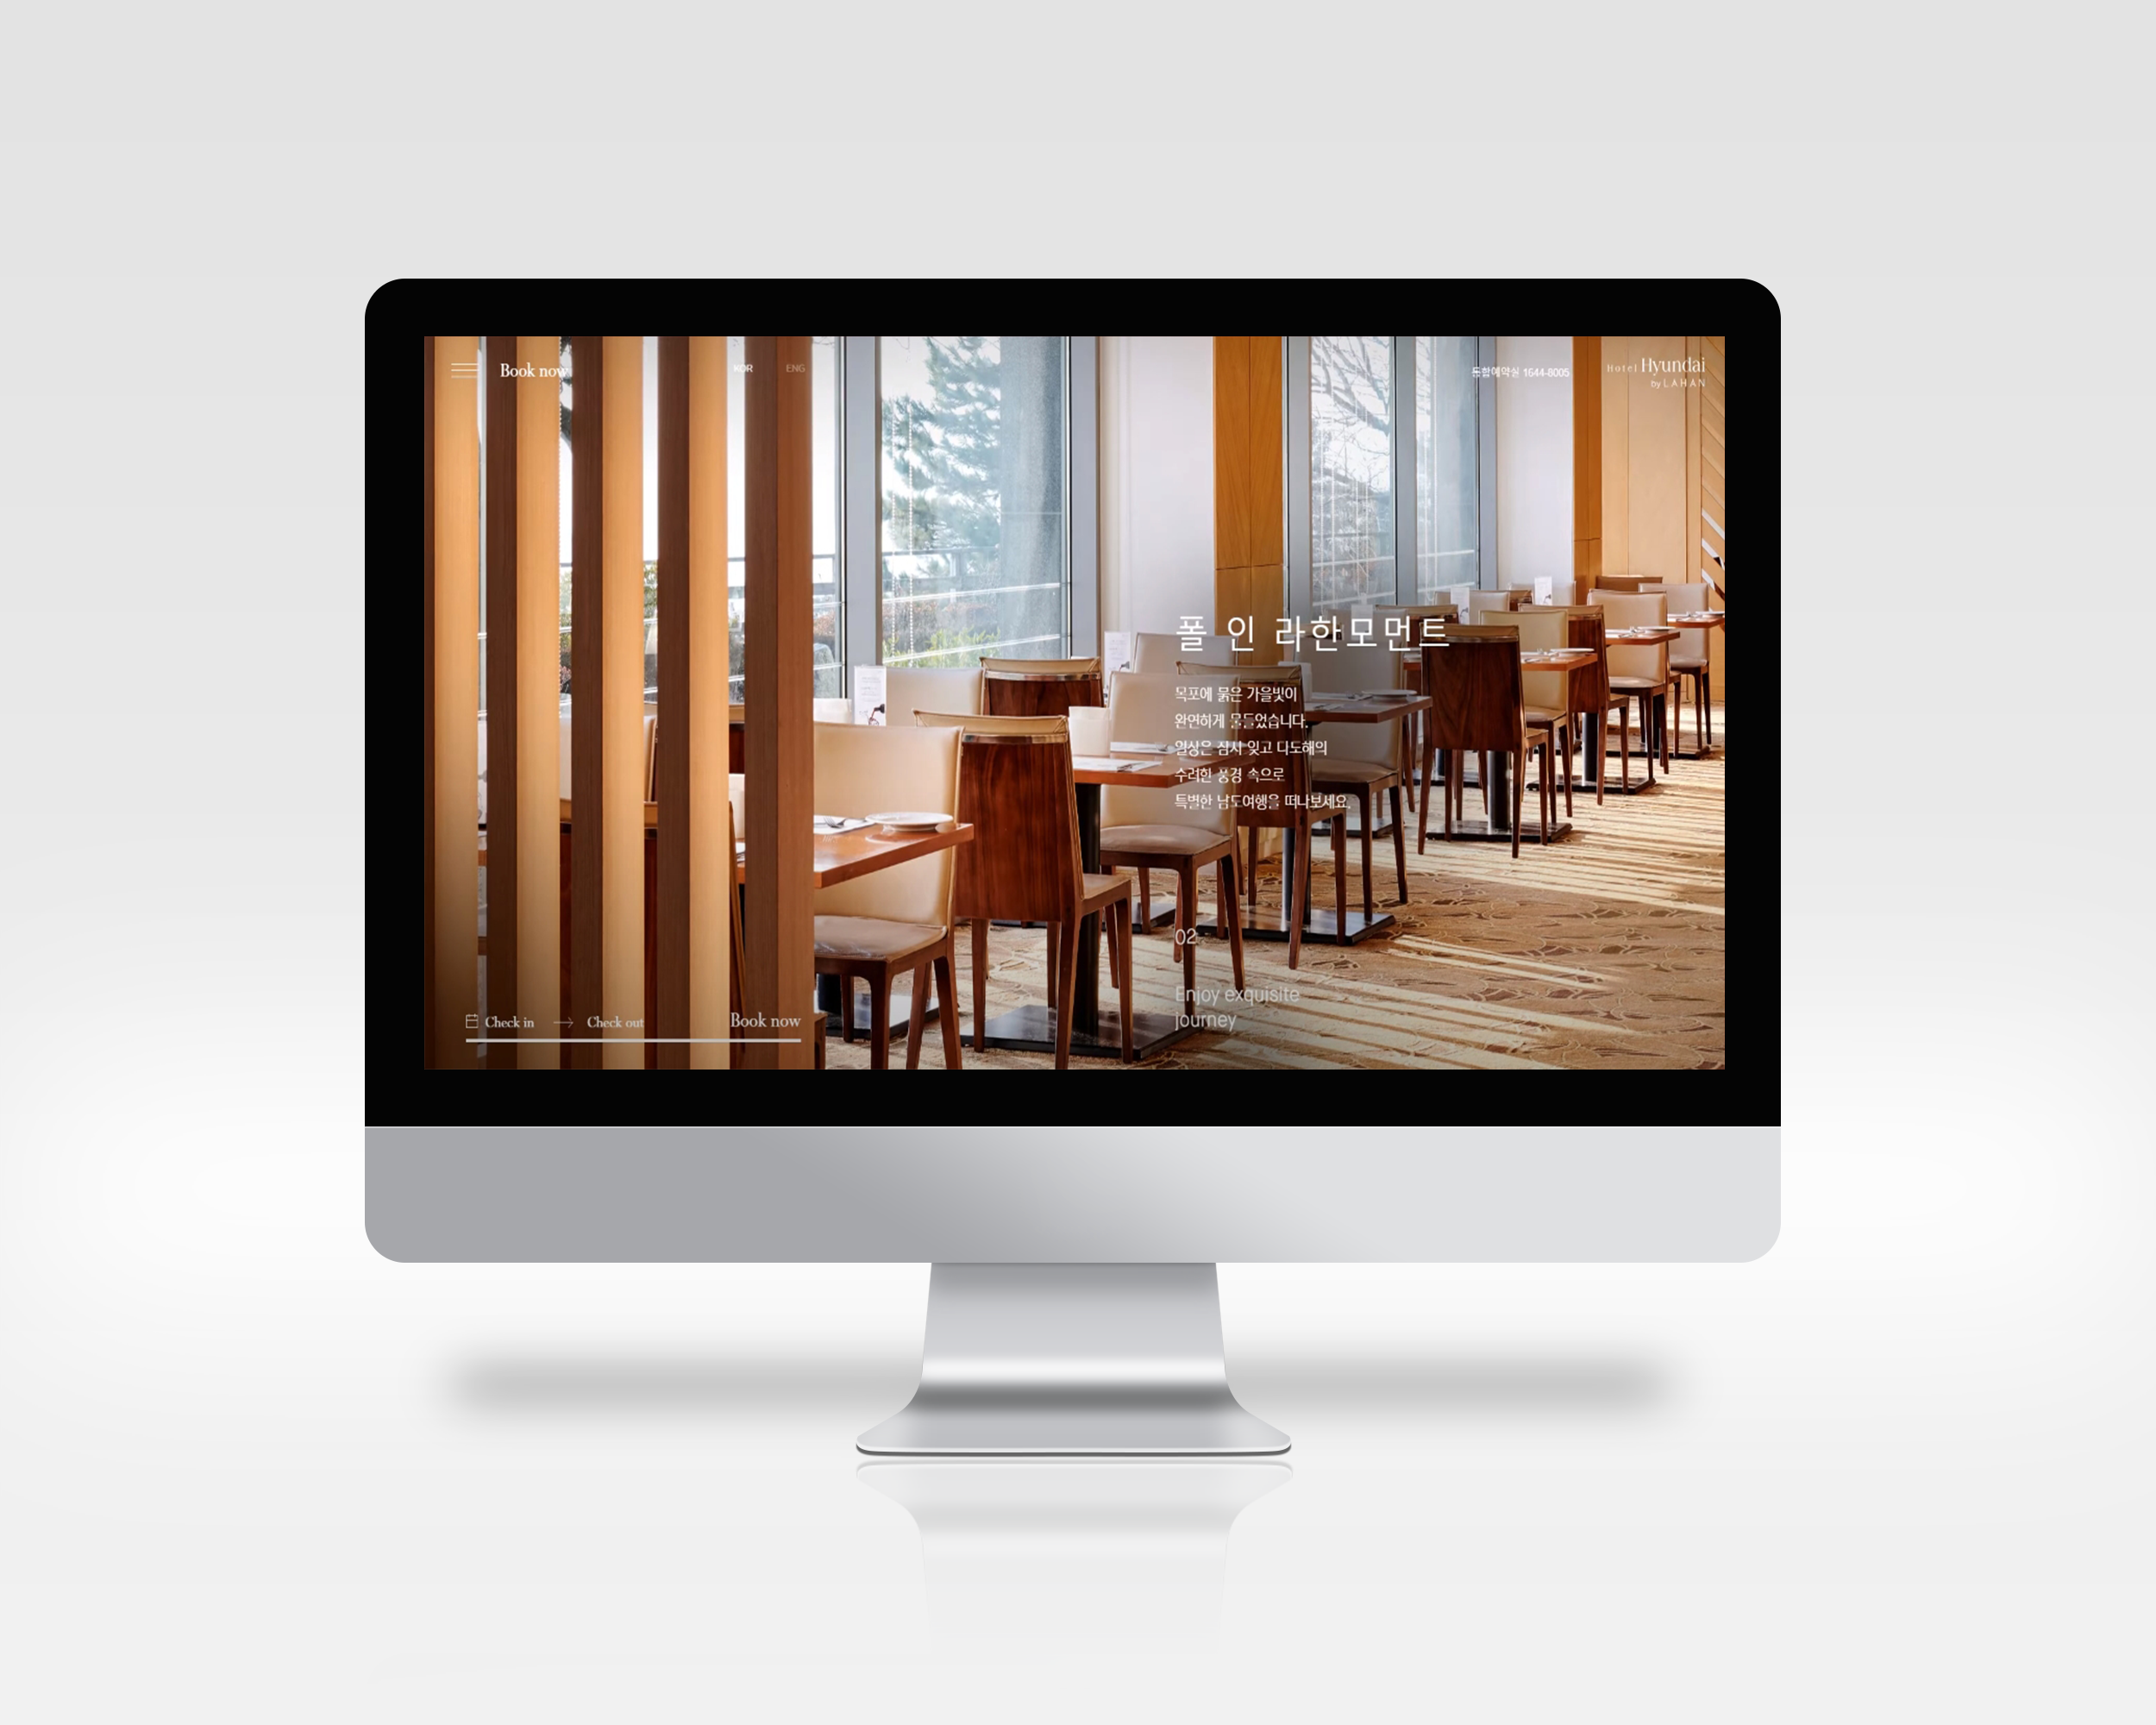 Book now
KOR ENG
통합예약실 1644-8005
Hotel Hyundai
by LAHAN
폴 인 라한모먼트
목포에 붉은 가을빛이
완연히게 물들었습니다.
일상은 잠시 잊고 다도해의
수려한 풍경 속으로
특별한 남도여행을 떠나보세요.
02
Enjoy exquisite
journey
Check in → Check out Book now